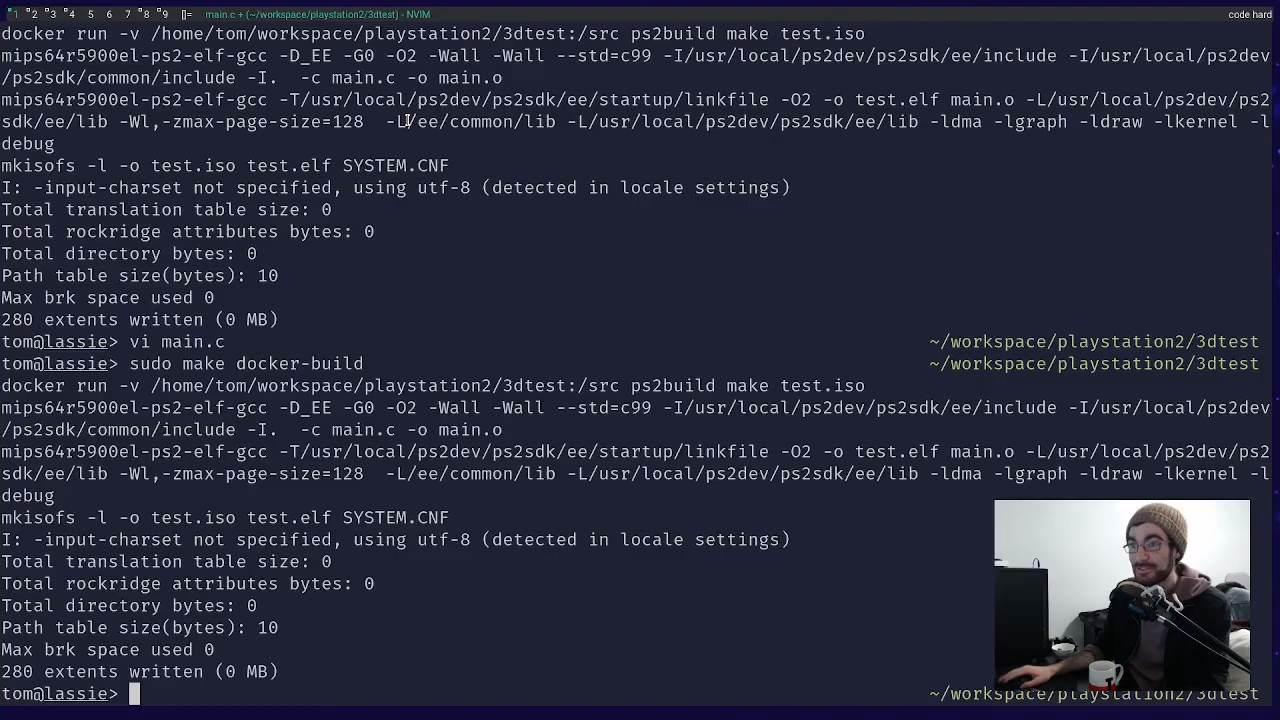 1 2 3 4 5 6 7 8 9 []= main.c + (~/workspace/playstation2/3dtest) - NVIM code hard
docker run -v /home/tom/workspace/playstation2/3dtest:/src ps2build make test.iso
mips64r5900el-ps2-elf-gcc -D_EE -G0 -O2 -Wall -Wall --std=c99 -I/usr/local/ps2dev/ps2sdk/ee/include -I/usr/local/ps2dev
/ps2sdk/common/include -I.  -c main.c -o main.o
mips64r5900el-ps2-elf-gcc -T/usr/local/ps2dev/ps2sdk/ee/startup/linkfile -O2 -o test.elf main.o -L/usr/local/ps2dev/ps2
sdk/ee/lib -Wl,-zmax-page-size=128  -L/ee/common/lib -L/usr/local/ps2dev/ps2sdk/ee/lib -ldma -lgraph -ldraw -lkernel -l
debug
mkisofs -l -o test.iso test.elf SYSTEM.CNF
I: -input-charset not specified, using utf-8 (detected in locale settings)
Total translation table size: 0
Total rockridge attributes bytes: 0
Total directory bytes: 0
Path table size(bytes): 10
Max brk space used 0
280 extents written (0 MB)
tom@lassie> vi main.c ~/workspace/playstation2/3dtest
tom@lassie> sudo make docker-build ~/workspace/playstation2/3dtest
docker run -v /home/tom/workspace/playstation2/3dtest:/src ps2build make test.iso
mips64r5900el-ps2-elf-gcc -D_EE -G0 -O2 -Wall -Wall --std=c99 -I/usr/local/ps2dev/ps2sdk/ee/include -I/usr/local/ps2dev
/ps2sdk/common/include -I.  -c main.c -o main.o
mips64r5900el-ps2-elf-gcc -T/usr/local/ps2dev/ps2sdk/ee/startup/linkfile -O2 -o test.elf main.o -L/usr/local/ps2dev/ps2
sdk/ee/lib -Wl,-zmax-page-size=128  -L/ee/common/lib -L/usr/local/ps2dev/ps2sdk/ee/lib -ldma -lgraph -ldraw -lkernel -l
debug
mkisofs -l -o test.iso test.elf SYSTEM.CNF
I: -input-charset not specified, using utf-8 (detected in locale settings)
Total translation table size: 0
Total rockridge attributes bytes: 0
Total directory bytes: 0
Path table size(bytes): 10
Max brk space used 0
280 extents written (0 MB)
tom@lassie> ~/workspace/playstation2/3dtest